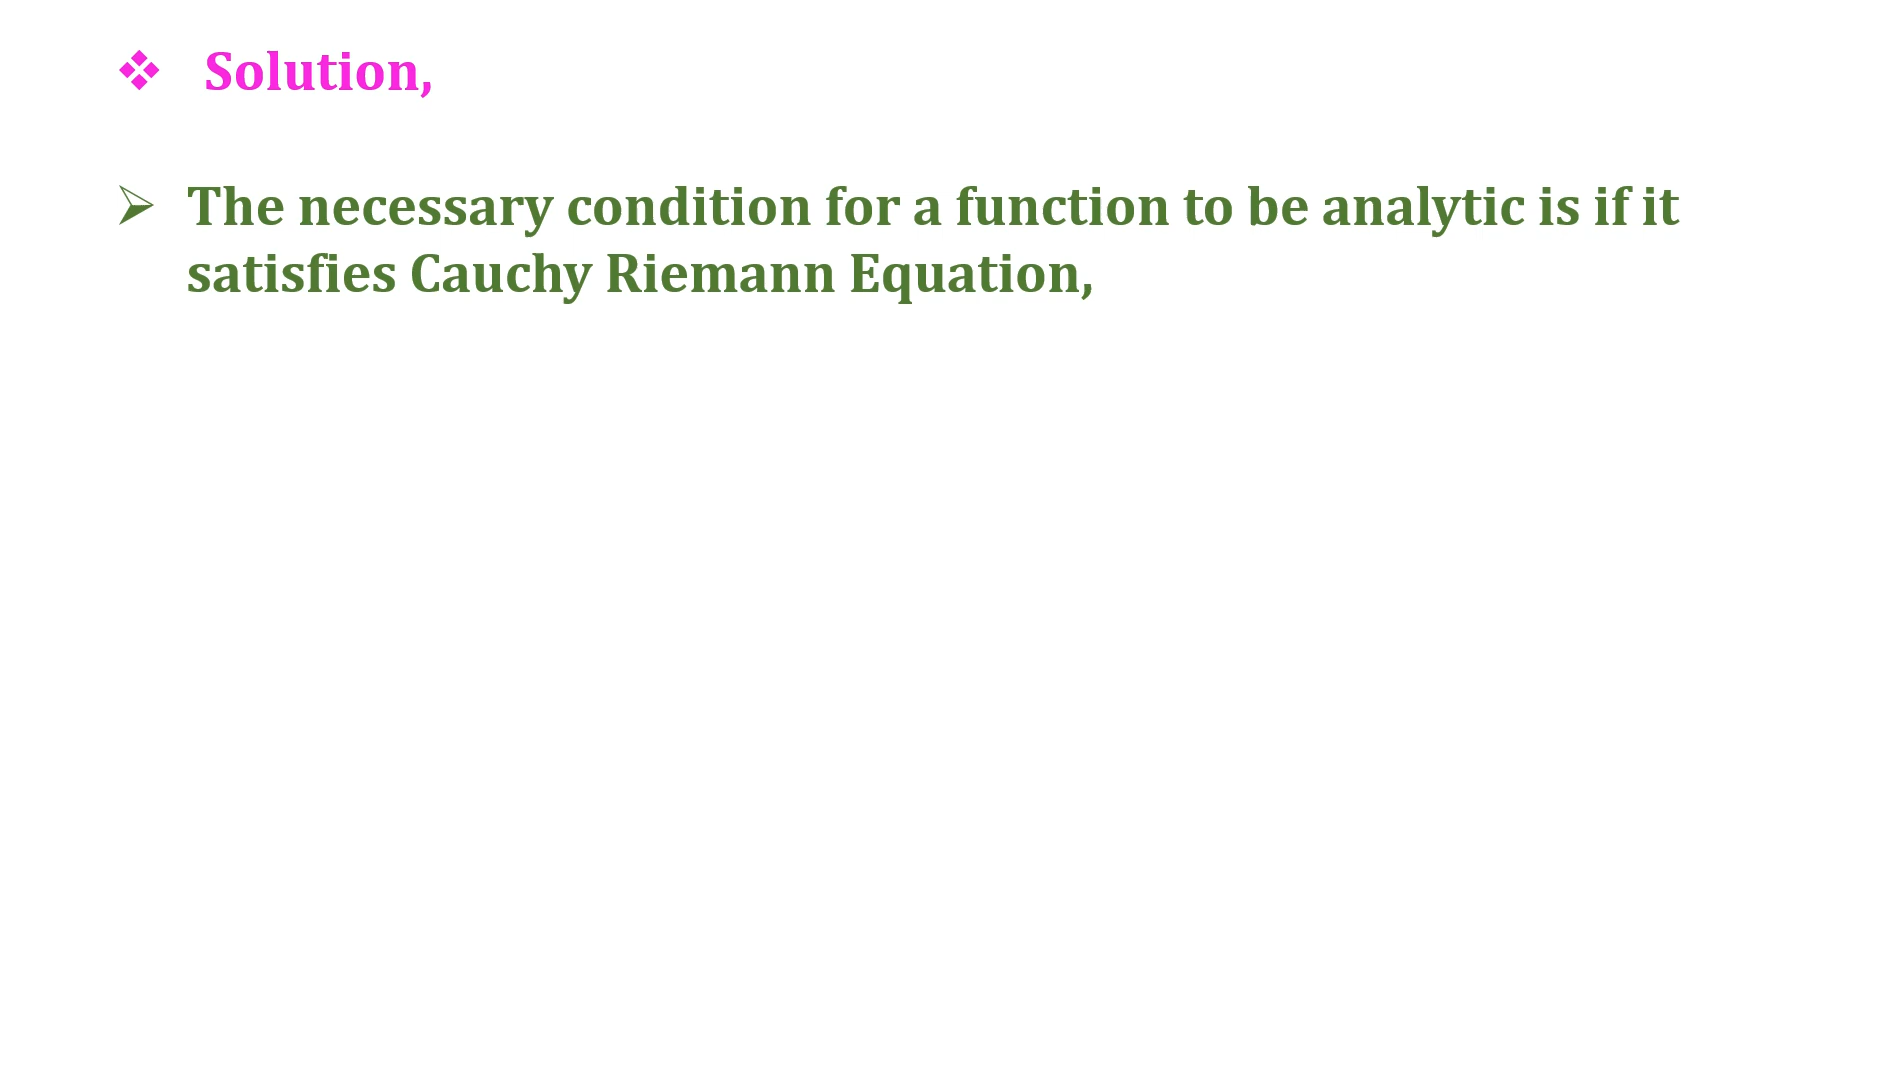 Solution,
The necessary condition for a function to be analytic is if it
satisfies Cauchy Riemann Equation,